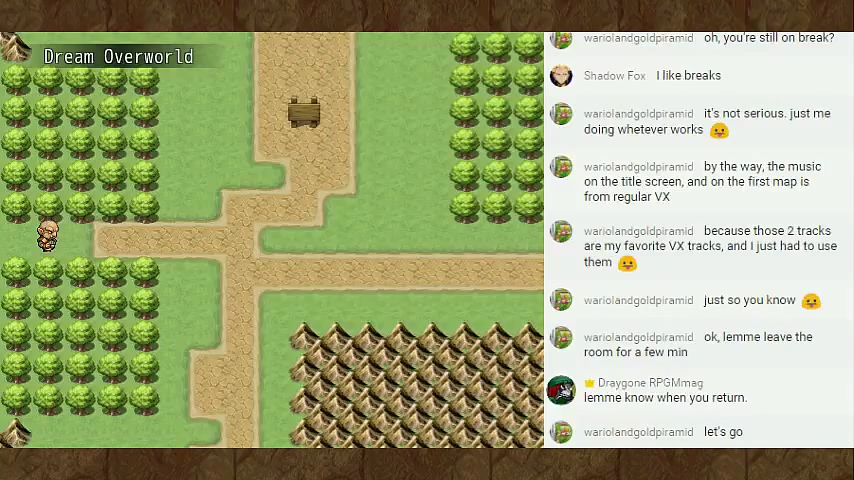 Dream Overworld
wariolandgoldpiramid oh, you're still on break?
Shadow Fox I like breaks
wariolandgoldpiramid it's not serious. just me
doing whetever works
wariolandgoldpiramid by the way, the music
on the title screen, and on the first map is
from regular VX
wariolandgoldpiramid because those 2 tracks
are my favorite VX tracks, and I just had to use
them
wariolandgoldpiramid just so you know
wariolandgoldpiramid ok, lemme leave the
room for a few min
Draygone RPGMmag
lemme know when you return.
wariolandgoldpiramid let's go